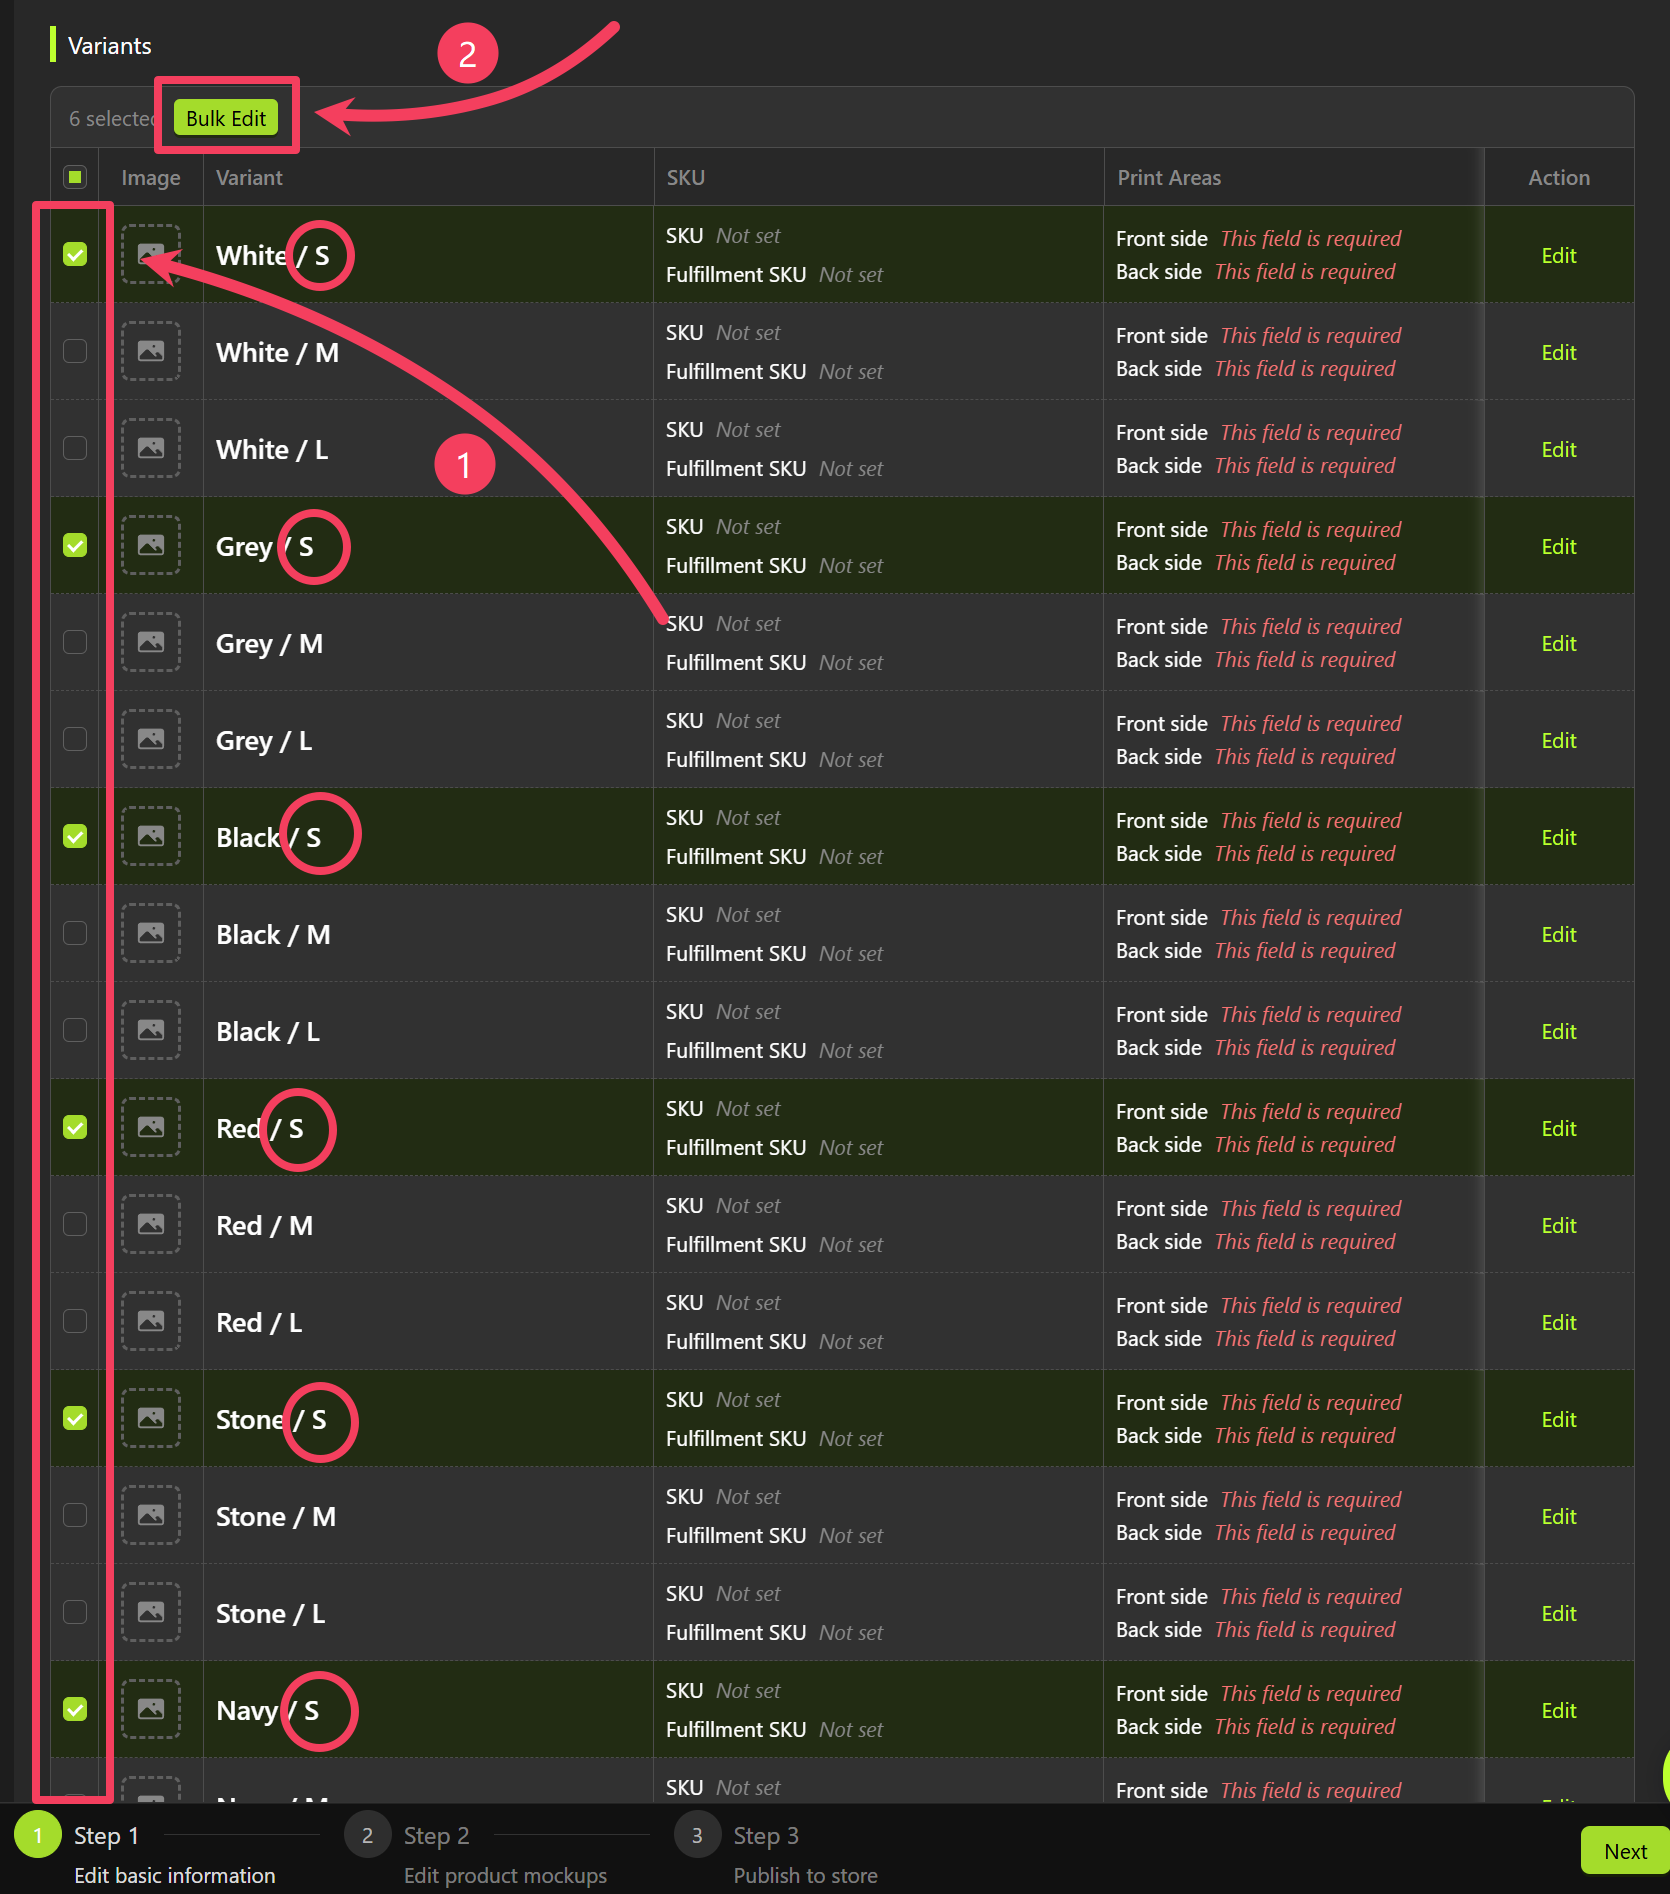 Variants
2
6 selected Bulk Edit
Image Variant SKU Print Areas Action
White / S SKU Not set Front side This field is required Edit
Fulfillment SKU Not set Back side This field is required
White / M SKU Not set Front side This field is required Edit
Fulfillment SKU Not set Back side This field is required
White / L SKU Not set Front side This field is required Edit
Fulfillment SKU Not set Back side This field is required
1
Grey / S SKU Not set Front side This field is required Edit
Fulfillment SKU Not set Back side This field is required
Grey / M SKU Not set Front side This field is required Edit
Fulfillment SKU Not set Back side This field is required
Grey / L SKU Not set Front side This field is required Edit
Fulfillment SKU Not set Back side This field is required
Black / S SKU Not set Front side This field is required Edit
Fulfillment SKU Not set Back side This field is required
Black / M SKU Not set Front side This field is required Edit
Fulfillment SKU Not set Back side This field is required
Black / L SKU Not set Front side This field is required Edit
Fulfillment SKU Not set Back side This field is required
Red / S SKU Not set Front side This field is required Edit
Fulfillment SKU Not set Back side This field is required
Red / M SKU Not set Front side This field is required Edit
Fulfillment SKU Not set Back side This field is required
Red / L SKU Not set Front side This field is required Edit
Fulfillment SKU Not set Back side This field is required
Stone / S SKU Not set Front side This field is required Edit
Fulfillment SKU Not set Back side This field is required
Stone / M SKU Not set Front side This field is required Edit
Fulfillment SKU Not set Back side This field is required
Stone / L SKU Not set Front side This field is required Edit
Fulfillment SKU Not set Back side This field is required
Navy / S SKU Not set Front side This field is required Edit
Fulfillment SKU Not set Back side This field is required
SKU Not set Front side This field is required
1 Step 1 2 Step 2 3 Step 3
Edit basic information Edit product mockups Publish to store
Next